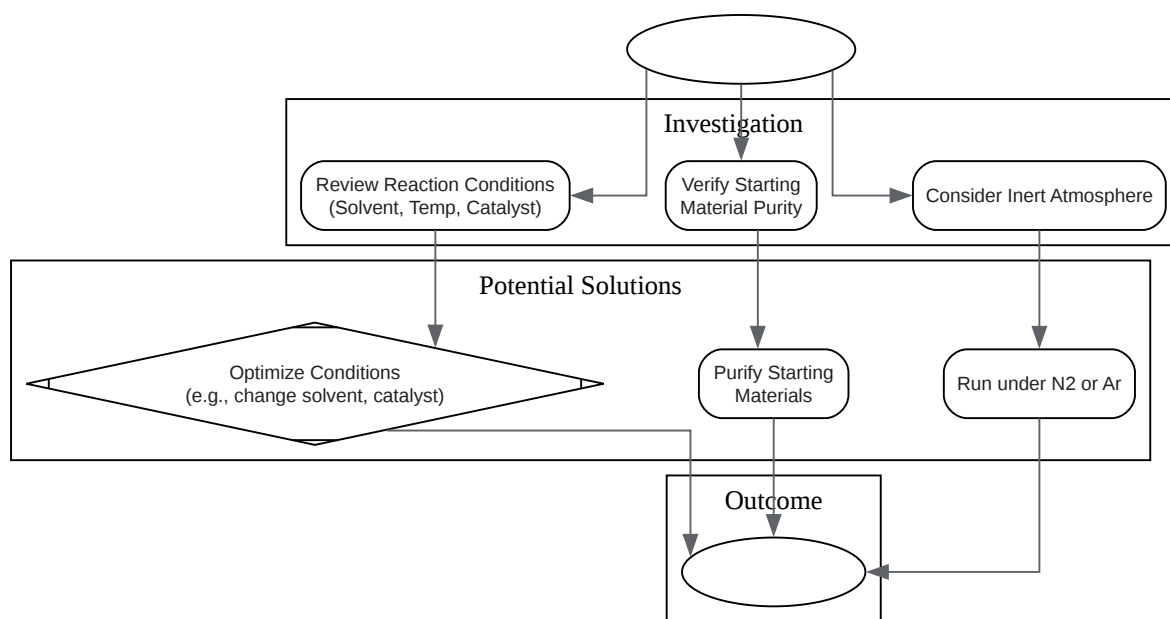 Investigation
Review Reaction Conditions
(Solvent, Temp, Catalyst)
Verify Starting
Material Purity
Consider Inert Atmosphere
Potential Solutions
Optimize Conditions
(e.g., change solvent, catalyst)
Purify Starting
Materials
Run under N2 or Ar
Outcome